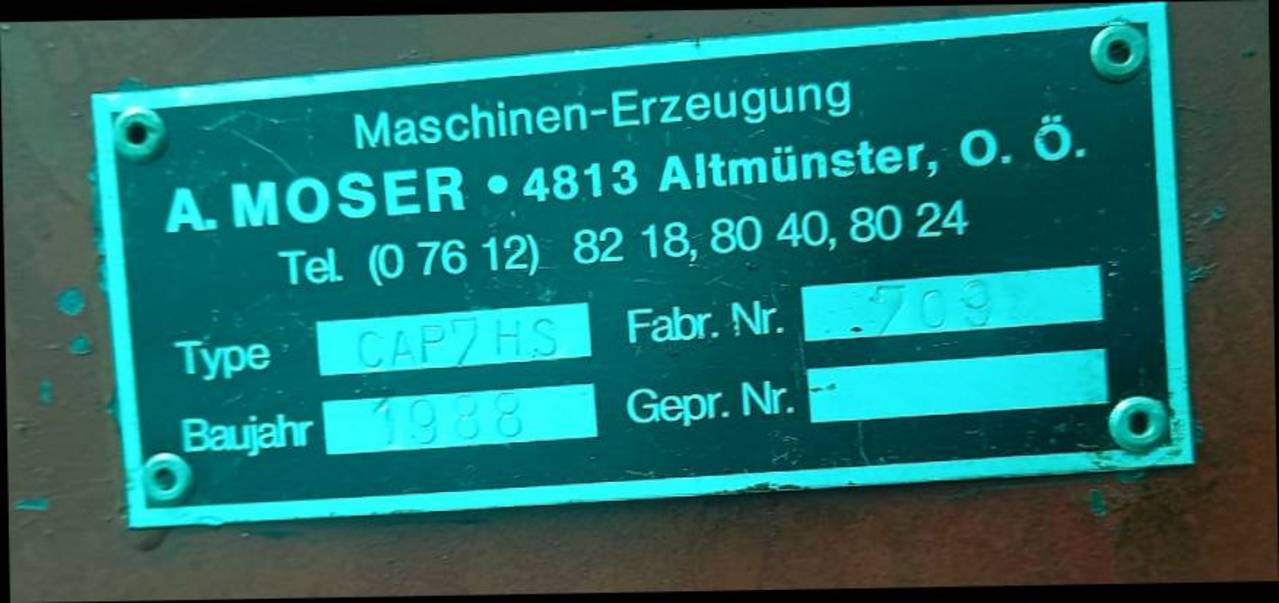 Maschinen-Erzeugung
A. MOSER • 4813 Altmünster, O. Ö.
Tel. (0 76 12) 82 18, 80 40, 80 24
Type CAP7HS Fabr. Nr. 709
Baujahr 1988 Gepr. Nr.